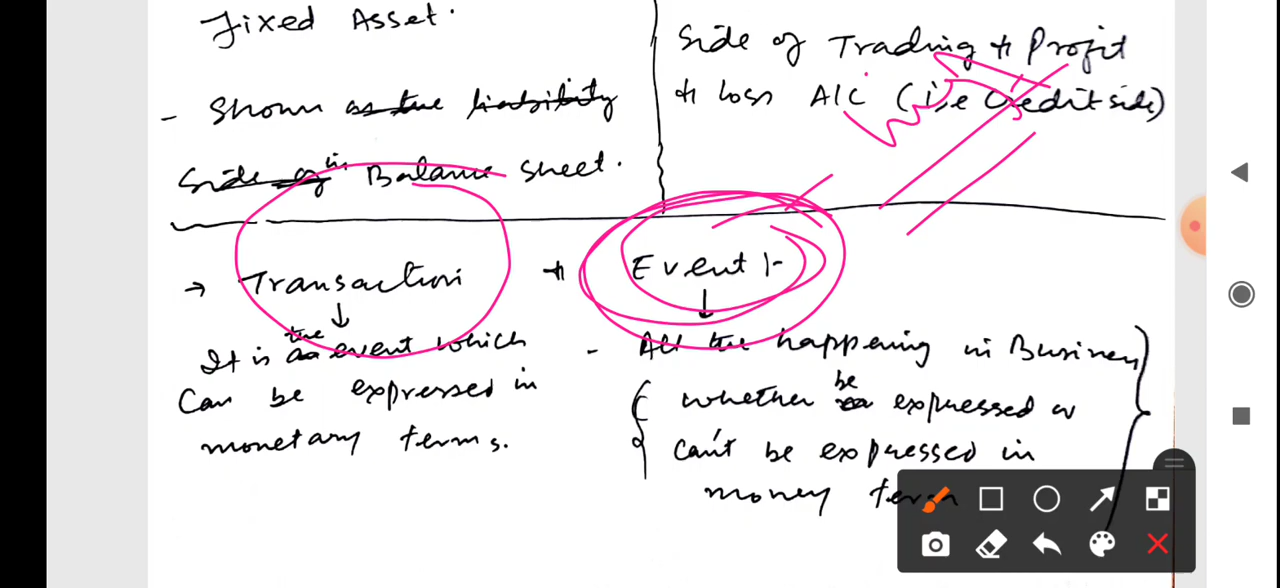 Fixed Asset.
- Shown as the liability
Side of in Balance Sheet.
Side of Trading & Profit
& Loss A/C (i.e Credit side)
→ Transaction & Event :-
It is an the event which
Can be expressed in
monetary terms.
- All the happening in Business
whether be expressed or
can't be expressed in
money